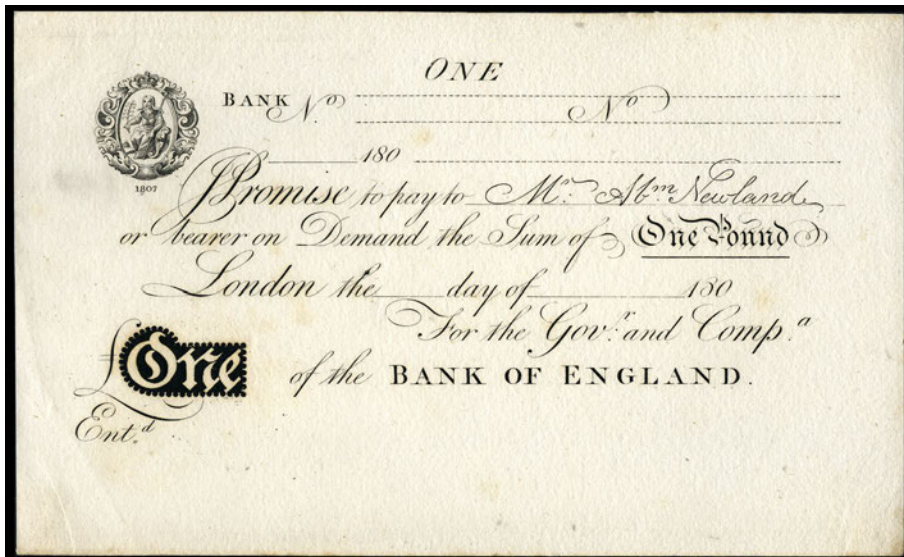 ONE
BANK No. No
180
1807
I Promise to pay to Mr. Abm Newland
or bearer on Demand the Sum of One Pound
London the day of 180
For the Govr. and Compa.
£One of the BANK OF ENGLAND.
Entd.